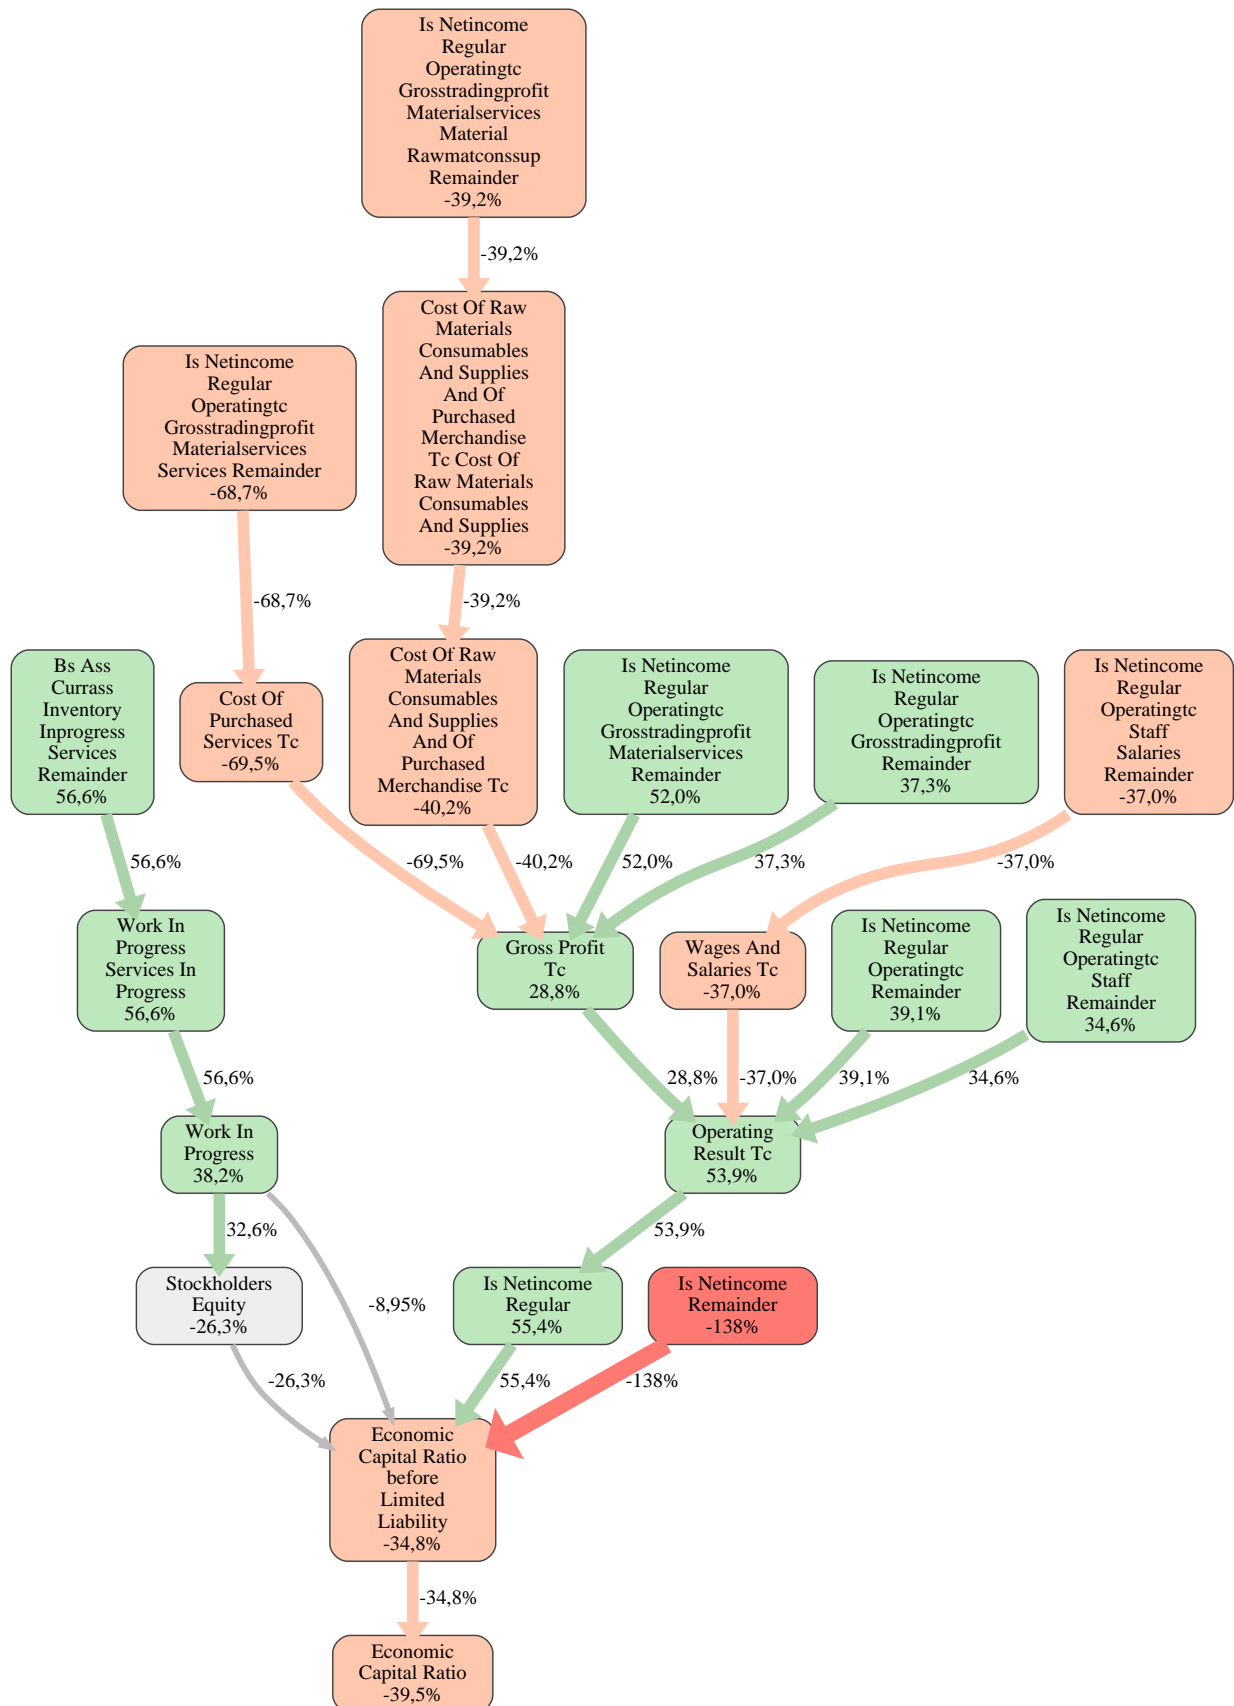 Is Netincome
Regular
Operatingtc
Grosstradingprofit
Materialservices
Material
Rawmatconssup
Remainder
-39,2%
-39,2%
Cost Of Raw
Materials
Consumables
And Supplies
And Of
Purchased
Merchandise
Tc Cost Of
Raw Materials
Consumables
And Supplies
-39,2%
Is Netincome
Regular
Operatingtc
Grosstradingprofit
Materialservices
Services Remainder
-68,7%
-68,7%
-39,2%
Bs Ass
Currass
Inventory
Inprogress
Services
Remainder
56,6%
Cost Of
Purchased
Services Tc
-69,5%
Cost Of Raw
Materials
Consumables
And Supplies
And Of
Purchased
Merchandise Tc
-40,2%
Is Netincome
Regular
Operatingtc
Grosstradingprofit
Materialservices
Remainder
52,0%
Is Netincome
Regular
Operatingtc
Grosstradingprofit
Remainder
37,3%
Is Netincome
Regular
Operatingtc
Staff
Salaries
Remainder
-37,0%
56,6%
-69,5%
-40,2%
52,0%
37,3%
-37,0%
Work In
Progress
Services In
Progress
56,6%
Gross Profit
Tc
28,8%
Wages And
Salaries Tc
-37,0%
Is Netincome
Regular
Operatingtc
Remainder
39,1%
Is Netincome
Regular
Operatingtc
Staff
Remainder
34,6%
56,6%
28,8%
-37,0%
39,1%
34,6%
Work In
Progress
38,2%
Operating
Result Tc
53,9%
32,6%
-8,95%
53,9%
Stockholders
Equity
-26,3%
Is Netincome
Regular
55,4%
Is Netincome
Remainder
-138%
-26,3%
55,4%
-138%
Economic
Capital Ratio
before
Limited
Liability
-34,8%
-34,8%
Economic
Capital Ratio
-39,5%